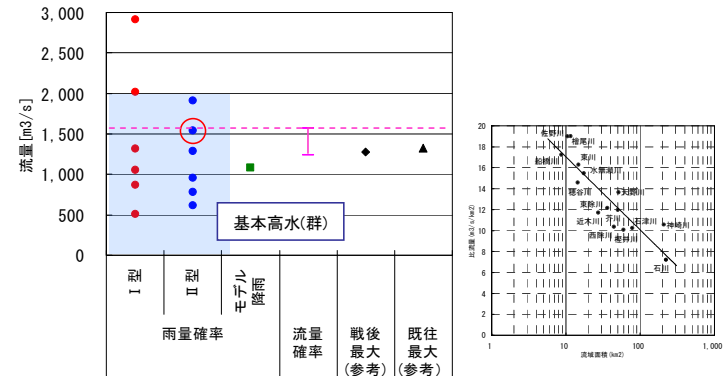 3,000
2,500
2,000
1,500
1,000
500
0
流量[m3/s]
基本高水(群)
Ⅰ型
Ⅱ型
モデル
降雨
雨量確率
流量
確率
戦後
最大
(参考)
既往
最大
(参考)
20
18
16
14
12
10
8
6
4
2
0
比流量(m3/s/km2)
佐野川
檜尾川
船橋川
東川
水無瀬川
穂谷川
天野川
東除川
近木川
芥川
石津川
神崎川
西除川
樫井川
石川
1
10
100
1,000
流域面積(km2)